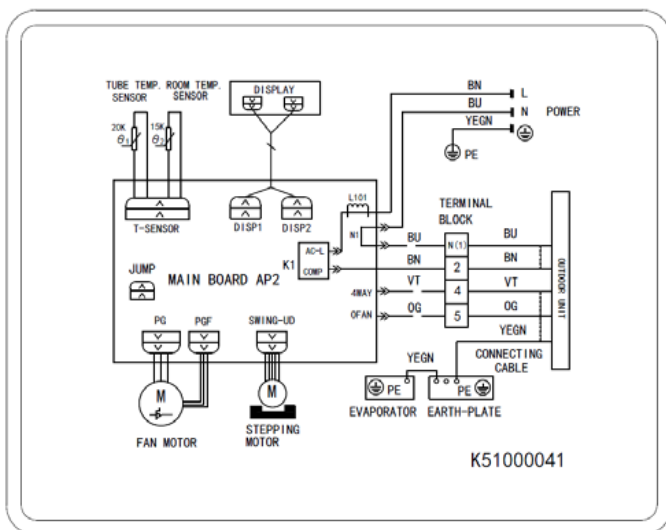 TUBE TEMP. ROOM TEMP.
SENSOR SENSOR
20K
θ1
15K
θ2
DISPLAY
BN
L
BU
N
POWER
YEGN
PE
T-SENSOR
DISP1
DISP2
L101
N1
K1
AC-L
COMP
JUMP
MAIN BOARD AP2
4WAY
OFAN
TERMINAL
BLOCK
BU
N(1)
BU
BN
2
BN
VT
4
VT
OG
5
OG
YEGN
OUTDOOR UNIT
CONNECTING
CABLE
PG
PGF
SWING-UD
M
FAN MOTOR
M
STEPPING
MOTOR
YEGN
PE
EVAPORATOR
PE
EARTH-PLATE
K51000041